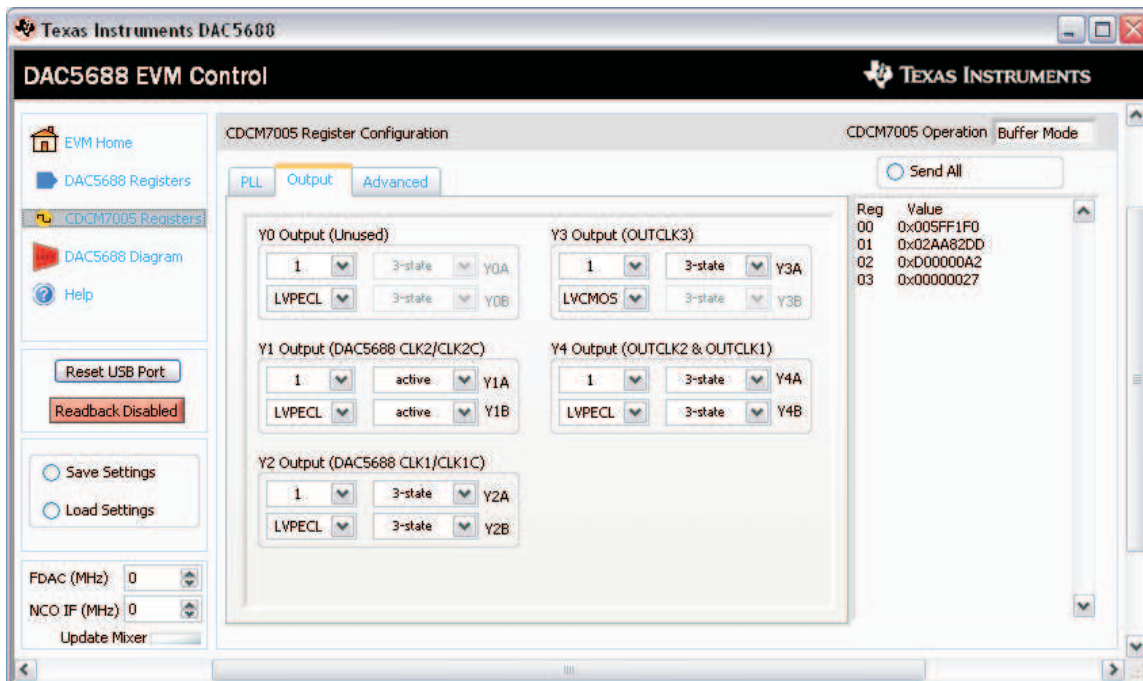 Texas Instruments DAC5688
DAC5688 EVM Control
TEXAS INSTRUMENTS
EVM Home
DAC5688 Registers
CDCM7005 Registers
DAC5688 Diagram
Help
Reset USB Port
Readback Disabled
Save Settings
Load Settings
FDAC (MHz) 0
NCO IF (MHz) 0
Update Mixer
CDCM7005 Register Configuration
CDCM7005 Operation Buffer Mode
PLL Output Advanced
Send All
Y0 Output (Unused)
1 3-state Y0A
LVPECL 3-state Y0B
Y3 Output (OUTCLK3)
1 3-state Y3A
LVCMOS 3-state Y3B
Y1 Output (DAC5688 CLK2/CLK2C)
1 active Y1A
LVPECL active Y1B
Y4 Output (OUTCLK2 & OUTCLK1)
1 3-state Y4A
LVPECL 3-state Y4B
Y2 Output (DAC5688 CLK1/CLK1C)
1 3-state Y2A
LVPECL 3-state Y2B
Reg Value
00 0x005FF1F0
01 0x02AA82DD
02 0xD00000A2
03 0x00000027